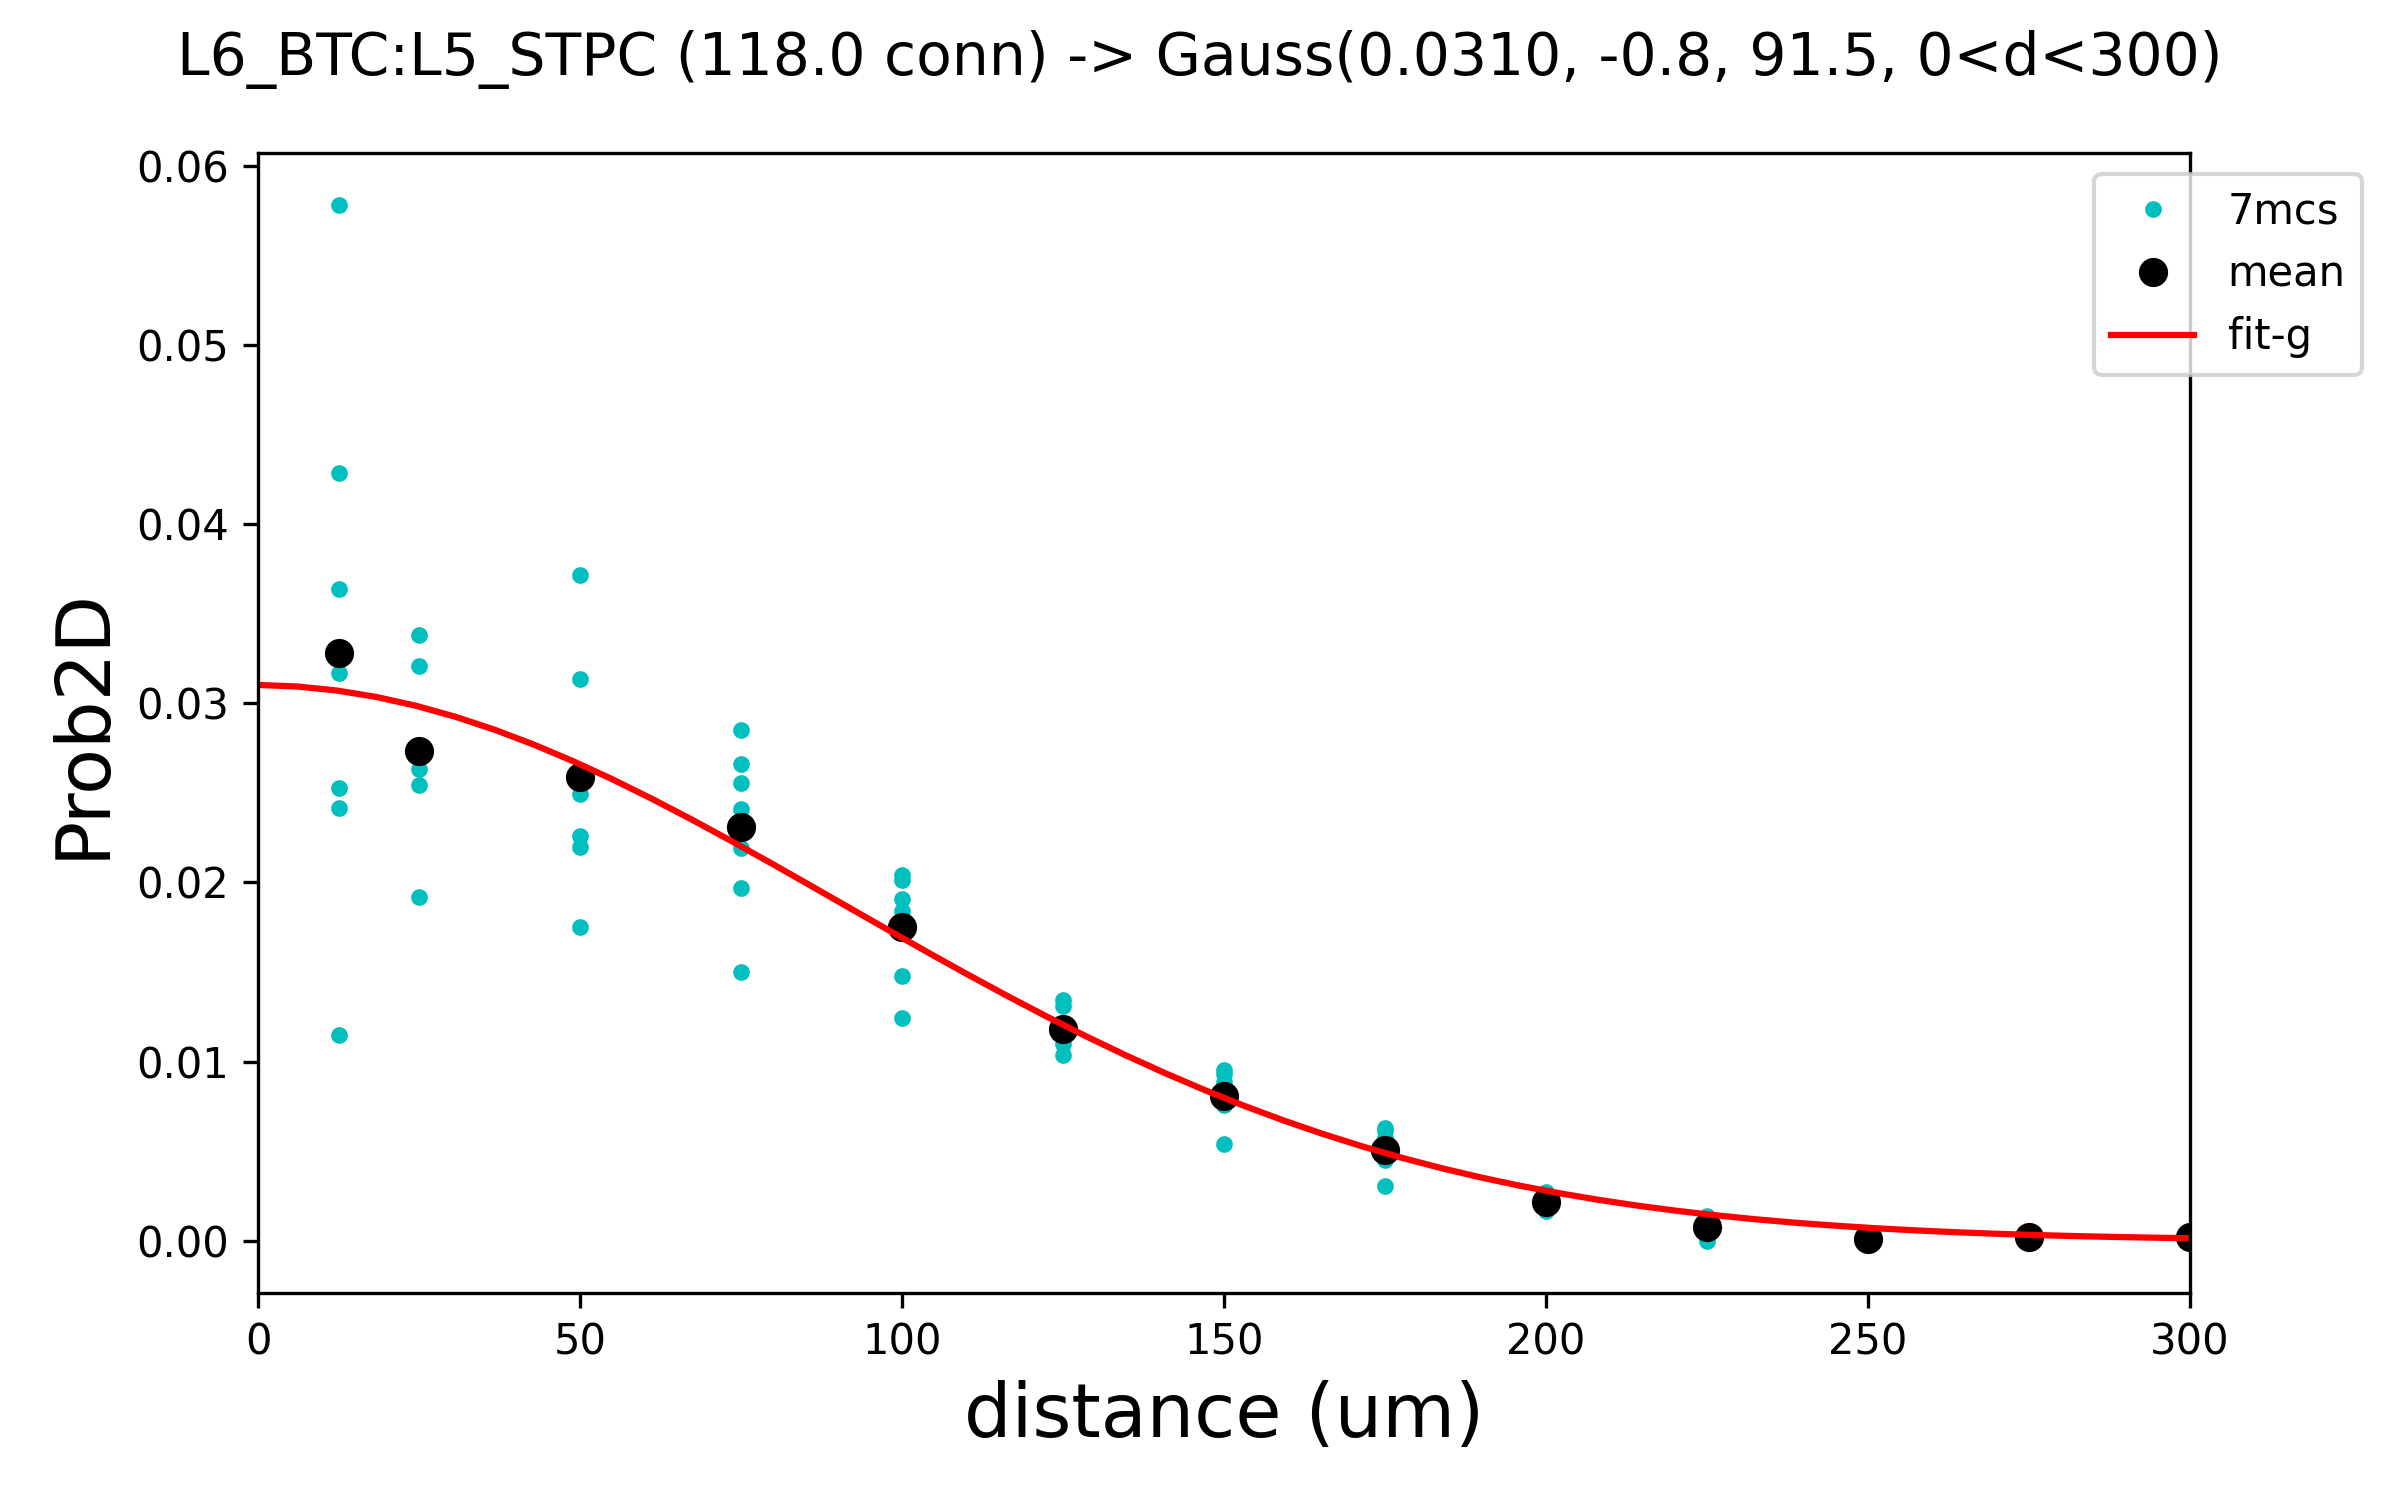 L6_BTC:L5_STPC (118.0 conn) -> Gauss(0.0310, -0.8, 91.5, 0<d<300)
0.06
0.05
0.04
0.03
0.02
0.01
0.00
Prob2D
7mcs
mean
fit-g
0 50 100 150 200 250 300
distance (um)